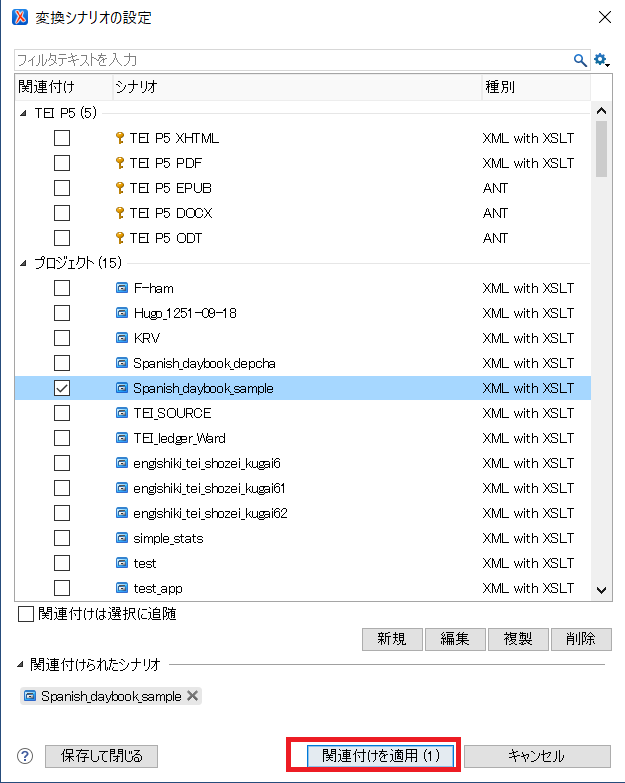 変換シナリオの設定
フィルタテキストを入力
関連付け シナリオ 種別
TEI P5 (5)
TEI P5 XHTML XML with XSLT
TEI P5 PDF XML with XSLT
TEI P5 EPUB ANT
TEI P5 DOCX ANT
TEI P5 ODT ANT
プロジェクト (15)
F-ham XML with XSLT
Hugo_1251-09-18 XML with XSLT
KRV XML with XSLT
Spanish_daybook_depcha XML with XSLT
Spanish_daybook_sample XML with XSLT
TEI_SOURCE XML with XSLT
TEI_ledger_Ward XML with XSLT
engishiki_tei_shozei_kugai6 XML with XSLT
engishiki_tei_shozei_kugai61 XML with XSLT
engishiki_tei_shozei_kugai62 XML with XSLT
simple_stats XML with XSLT
test XML with XSLT
test_app XML with XSLT
関連付けは選択に追随
新規 編集 複製 削除
関連付けられたシナリオ
Spanish_daybook_sample
? 保存して閉じる 関連付けを適用 (1) キャンセル